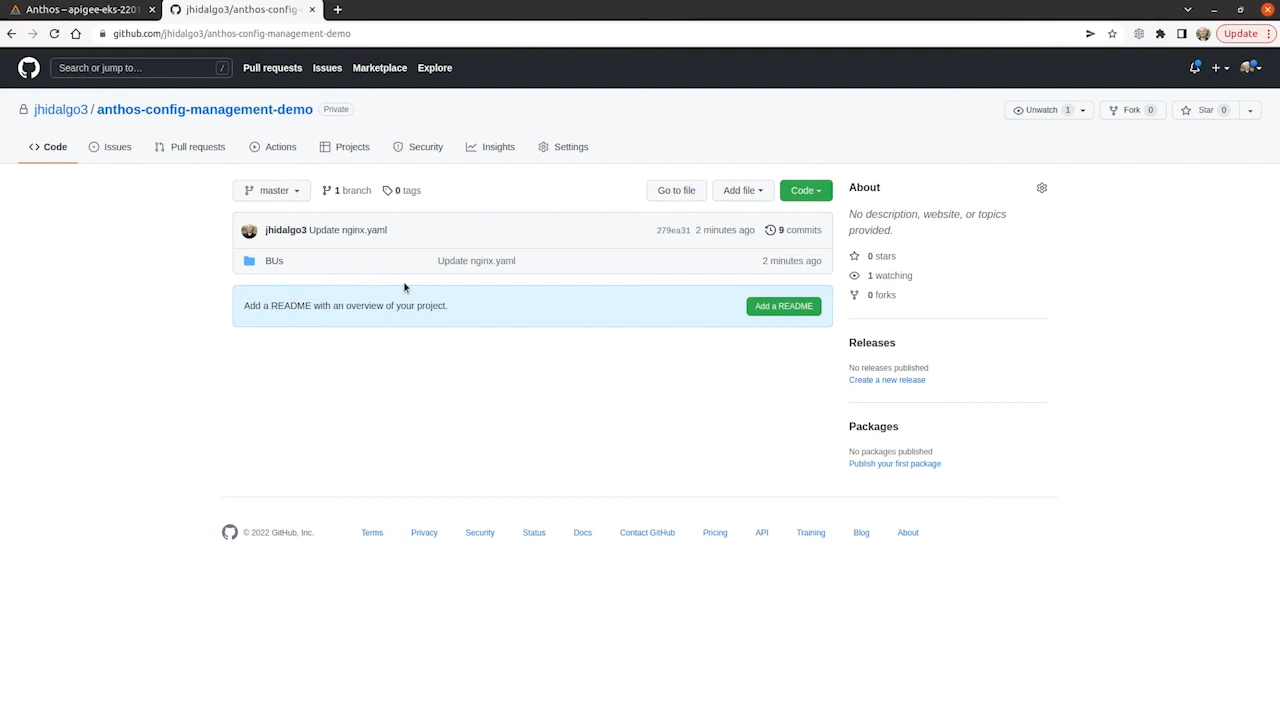 Anthos – apigee-eks-2201
jhidalgo3/anthos-config-
github.com/jhidalgo3/anthos-config-management-demo
Update
Search or jump to…
/
Pull requests
Issues
Marketplace
Explore
jhidalgo3 / anthos-config-management-demo
Private
Unwatch 1
Fork 0
Star 0
Code
Issues
Pull requests
Actions
Projects
Security
Insights
Settings
master
1 branch
0 tags
Go to file
Add file
Code
jhidalgo3 Update nginx.yaml
279ea31 2 minutes ago
9 commits
BUs
Update nginx.yaml
2 minutes ago
Add a README with an overview of your project.
Add a README
About
No description, website, or topics
provided.
0 stars
1 watching
0 forks
Releases
No releases published
Create a new release
Packages
No packages published
Publish your first package
© 2022 GitHub, Inc.
Terms
Privacy
Security
Status
Docs
Contact GitHub
Pricing
API
Training
Blog
About